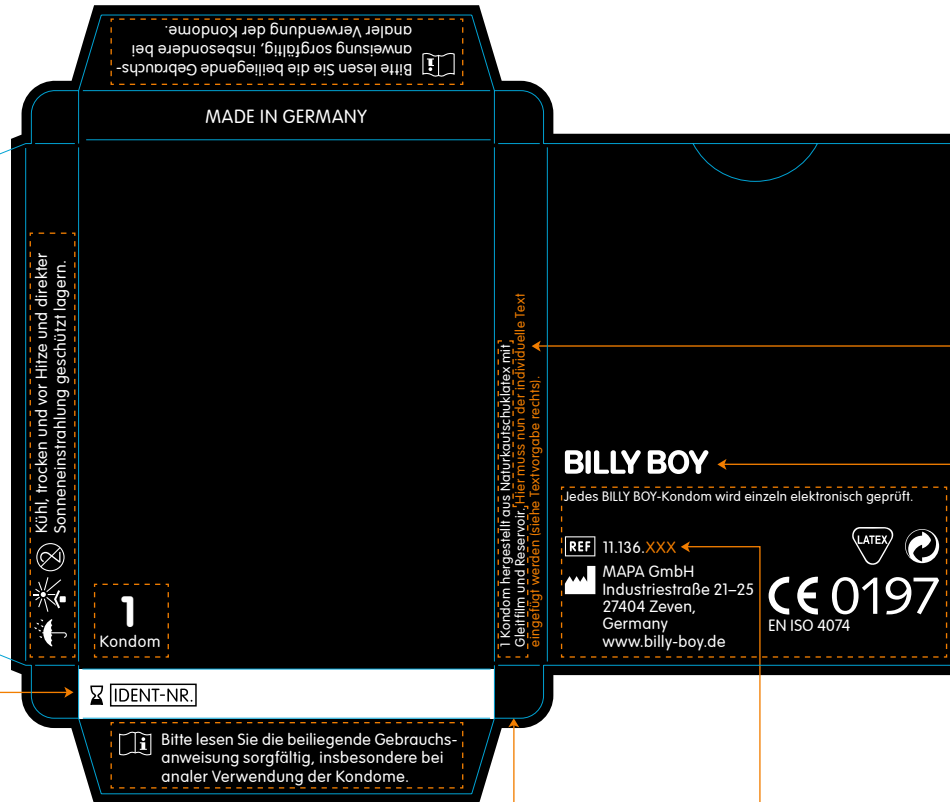 Bitte lesen Sie die beiliegende Gebrauchs-
anweisung sorgfältig, insbesondere bei
analer Verwendung der Kondome.
MADE IN GERMANY
Kühl, trocken und vor Hitze und direkter
Sonneneinstrahlung geschützt lagern.
1
Kondom
1 Kondom hergestellt aus Naturkautschuklatex mit
Gleitfilm und Reservoir. Hier muss nun der individuelle Text
eingefügt werden (siehe Textvorgabe rechts).
BILLY BOY
Jedes BILLY BOY-Kondom wird einzeln elektronisch geprüft.
REF 11.136.XXX
LATEX
MAPA GmbH
Industriestraße 21–25
27404 Zeven,
Germany
www.billy-boy.de
CE 0197
EN ISO 4074
IDENT-NR.
Bitte lesen Sie die beiliegende Gebrauchs-
anweisung sorgfältig, insbesondere bei
analer Verwendung der Kondome.